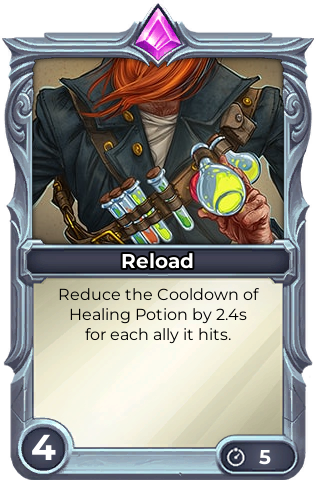 Reload
Reduce the Cooldown of
Healing Potion by 2.4s
for each ally it hits.
4
5